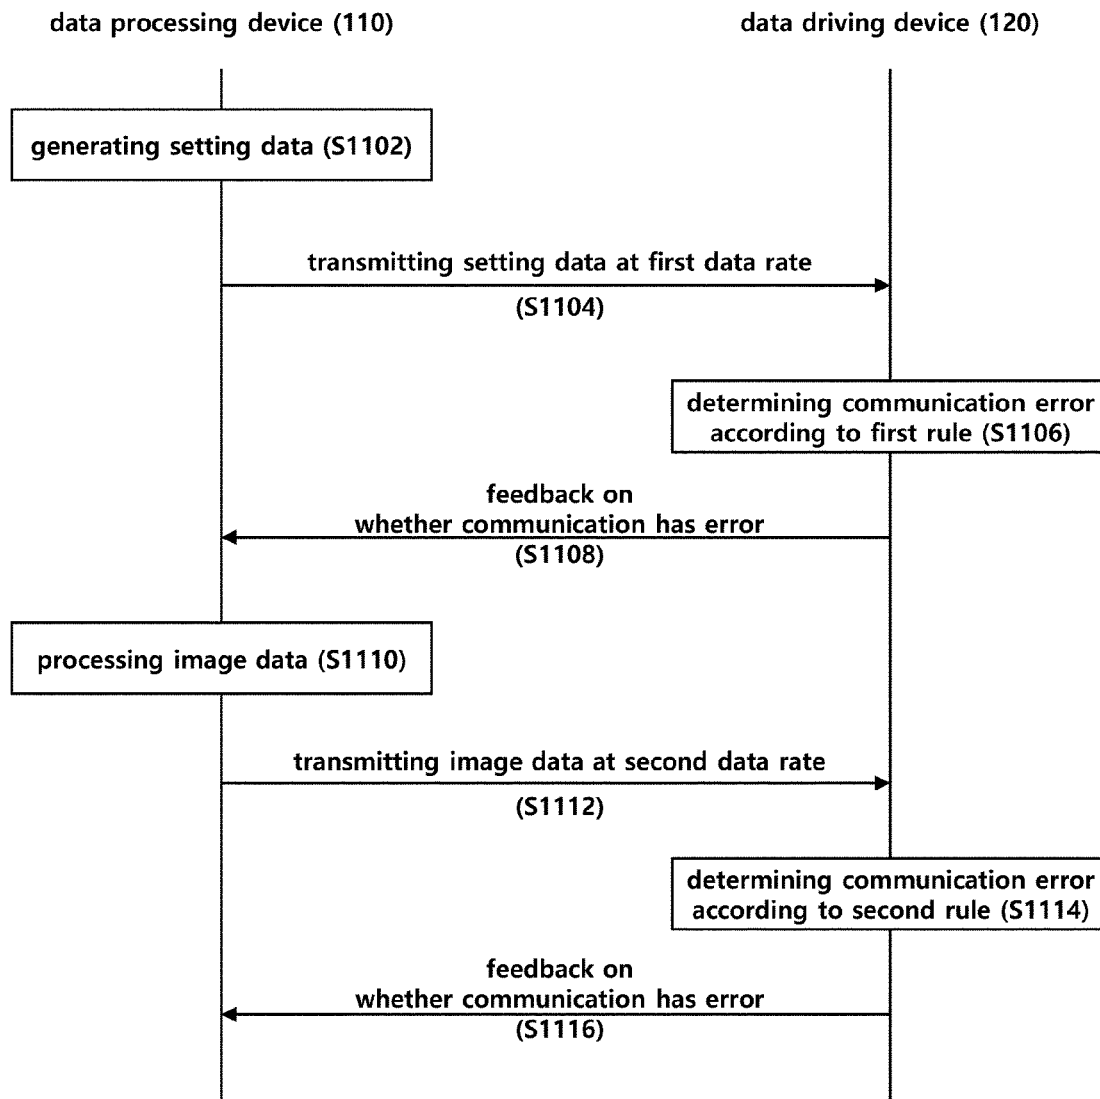 data processing device (110)
data driving device (120)
generating setting data (S1102)
transmitting setting data at first data rate
(S1104)
determining communication error
according to first rule (S1106)
feedback on
whether communication has error
(S1108)
processing image data (S1110)
transmitting image data at second data rate
(S1112)
determining communication error
according to second rule (S1114)
feedback on
whether communication has error
(S1116)